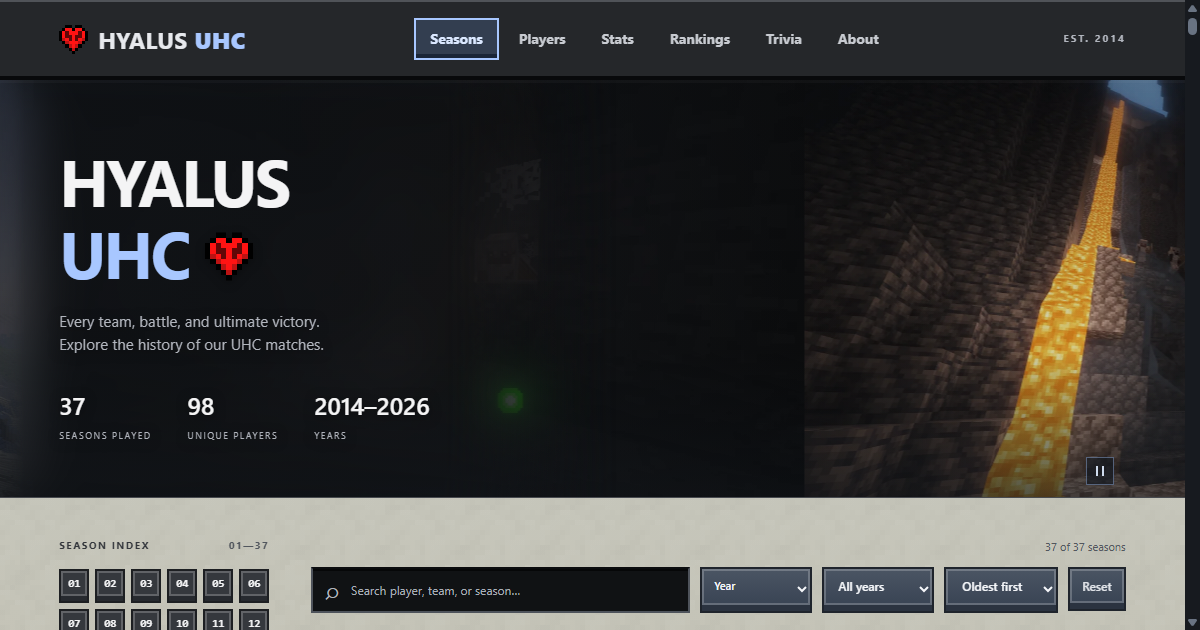 HYALUS UHC
Seasons
Players
Stats
Rankings
Trivia
About
EST. 2014
HYALUS
UHC
Every team, battle, and ultimate victory.
Explore the history of our UHC matches.
37
SEASONS PLAYED
98
UNIQUE PLAYERS
2014–2026
YEARS
SEASON INDEX
01—37
37 of 37 seasons
01
02
03
04
05
06
Search player, team, or season...
Year
All years
Oldest first
Reset
07
08
09
10
11
12